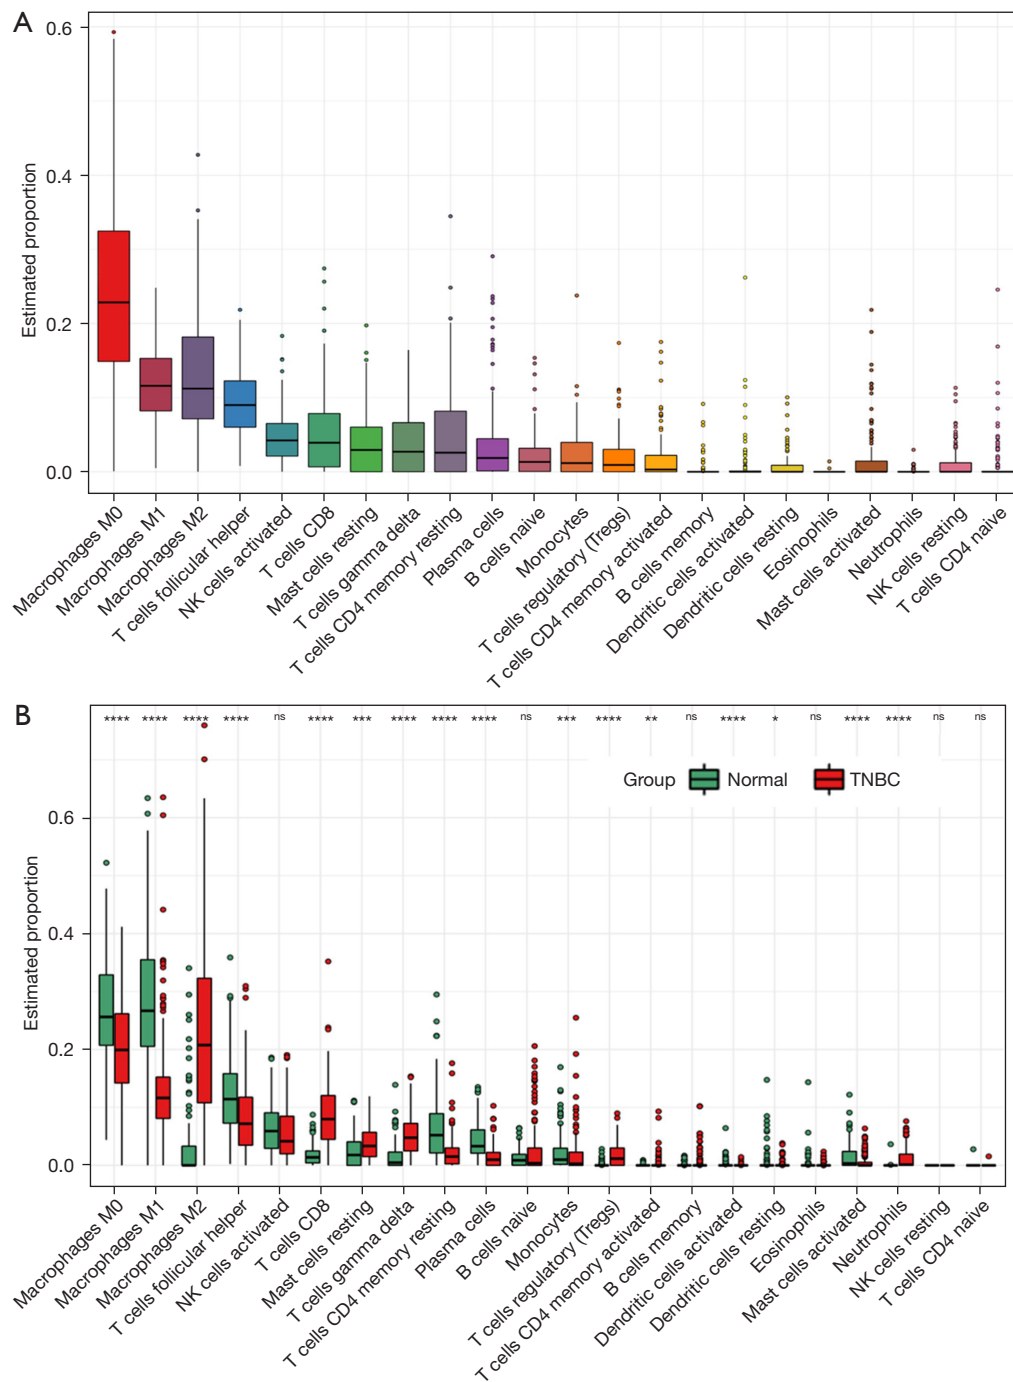 A
0.6
0.4
0.2
0.0
Estimated proportion
Macrophages M0
Macrophages M1
Macrophages M2
T cells follicular helper
NK cells activated
T cells CD8
Mast cells resting
T cells gamma delta
T cells CD4 memory resting
Plasma cells
B cells naive
Monocytes
T cells regulatory (Tregs)
T cells CD4 memory activated
B cells memory
Dendritic cells activated
Dendritic cells resting
Eosinophils
Mast cells activated
Neutrophils
NK cells resting
T cells CD4 naive
B
**** **** **** **** ns **** *** **** **** **** ns *** **** ** ns **** * ns **** **** ns ns
Group Normal TNBC
0.6
0.4
0.2
0.0
Estimated proportion
Macrophages M0
Macrophages M1
Macrophages M2
T cells follicular helper
NK cells activated
T cells CD8
Mast cells resting
T cells gamma delta
T cells CD4 memory resting
Plasma cells
B cells naive
Monocytes
T cells regulatory (Tregs)
T cells CD4 memory activated
B cells memory
Dendritic cells activated
Dendritic cells resting
Eosinophils
Mast cells activated
Neutrophils
NK cells resting
T cells CD4 naive